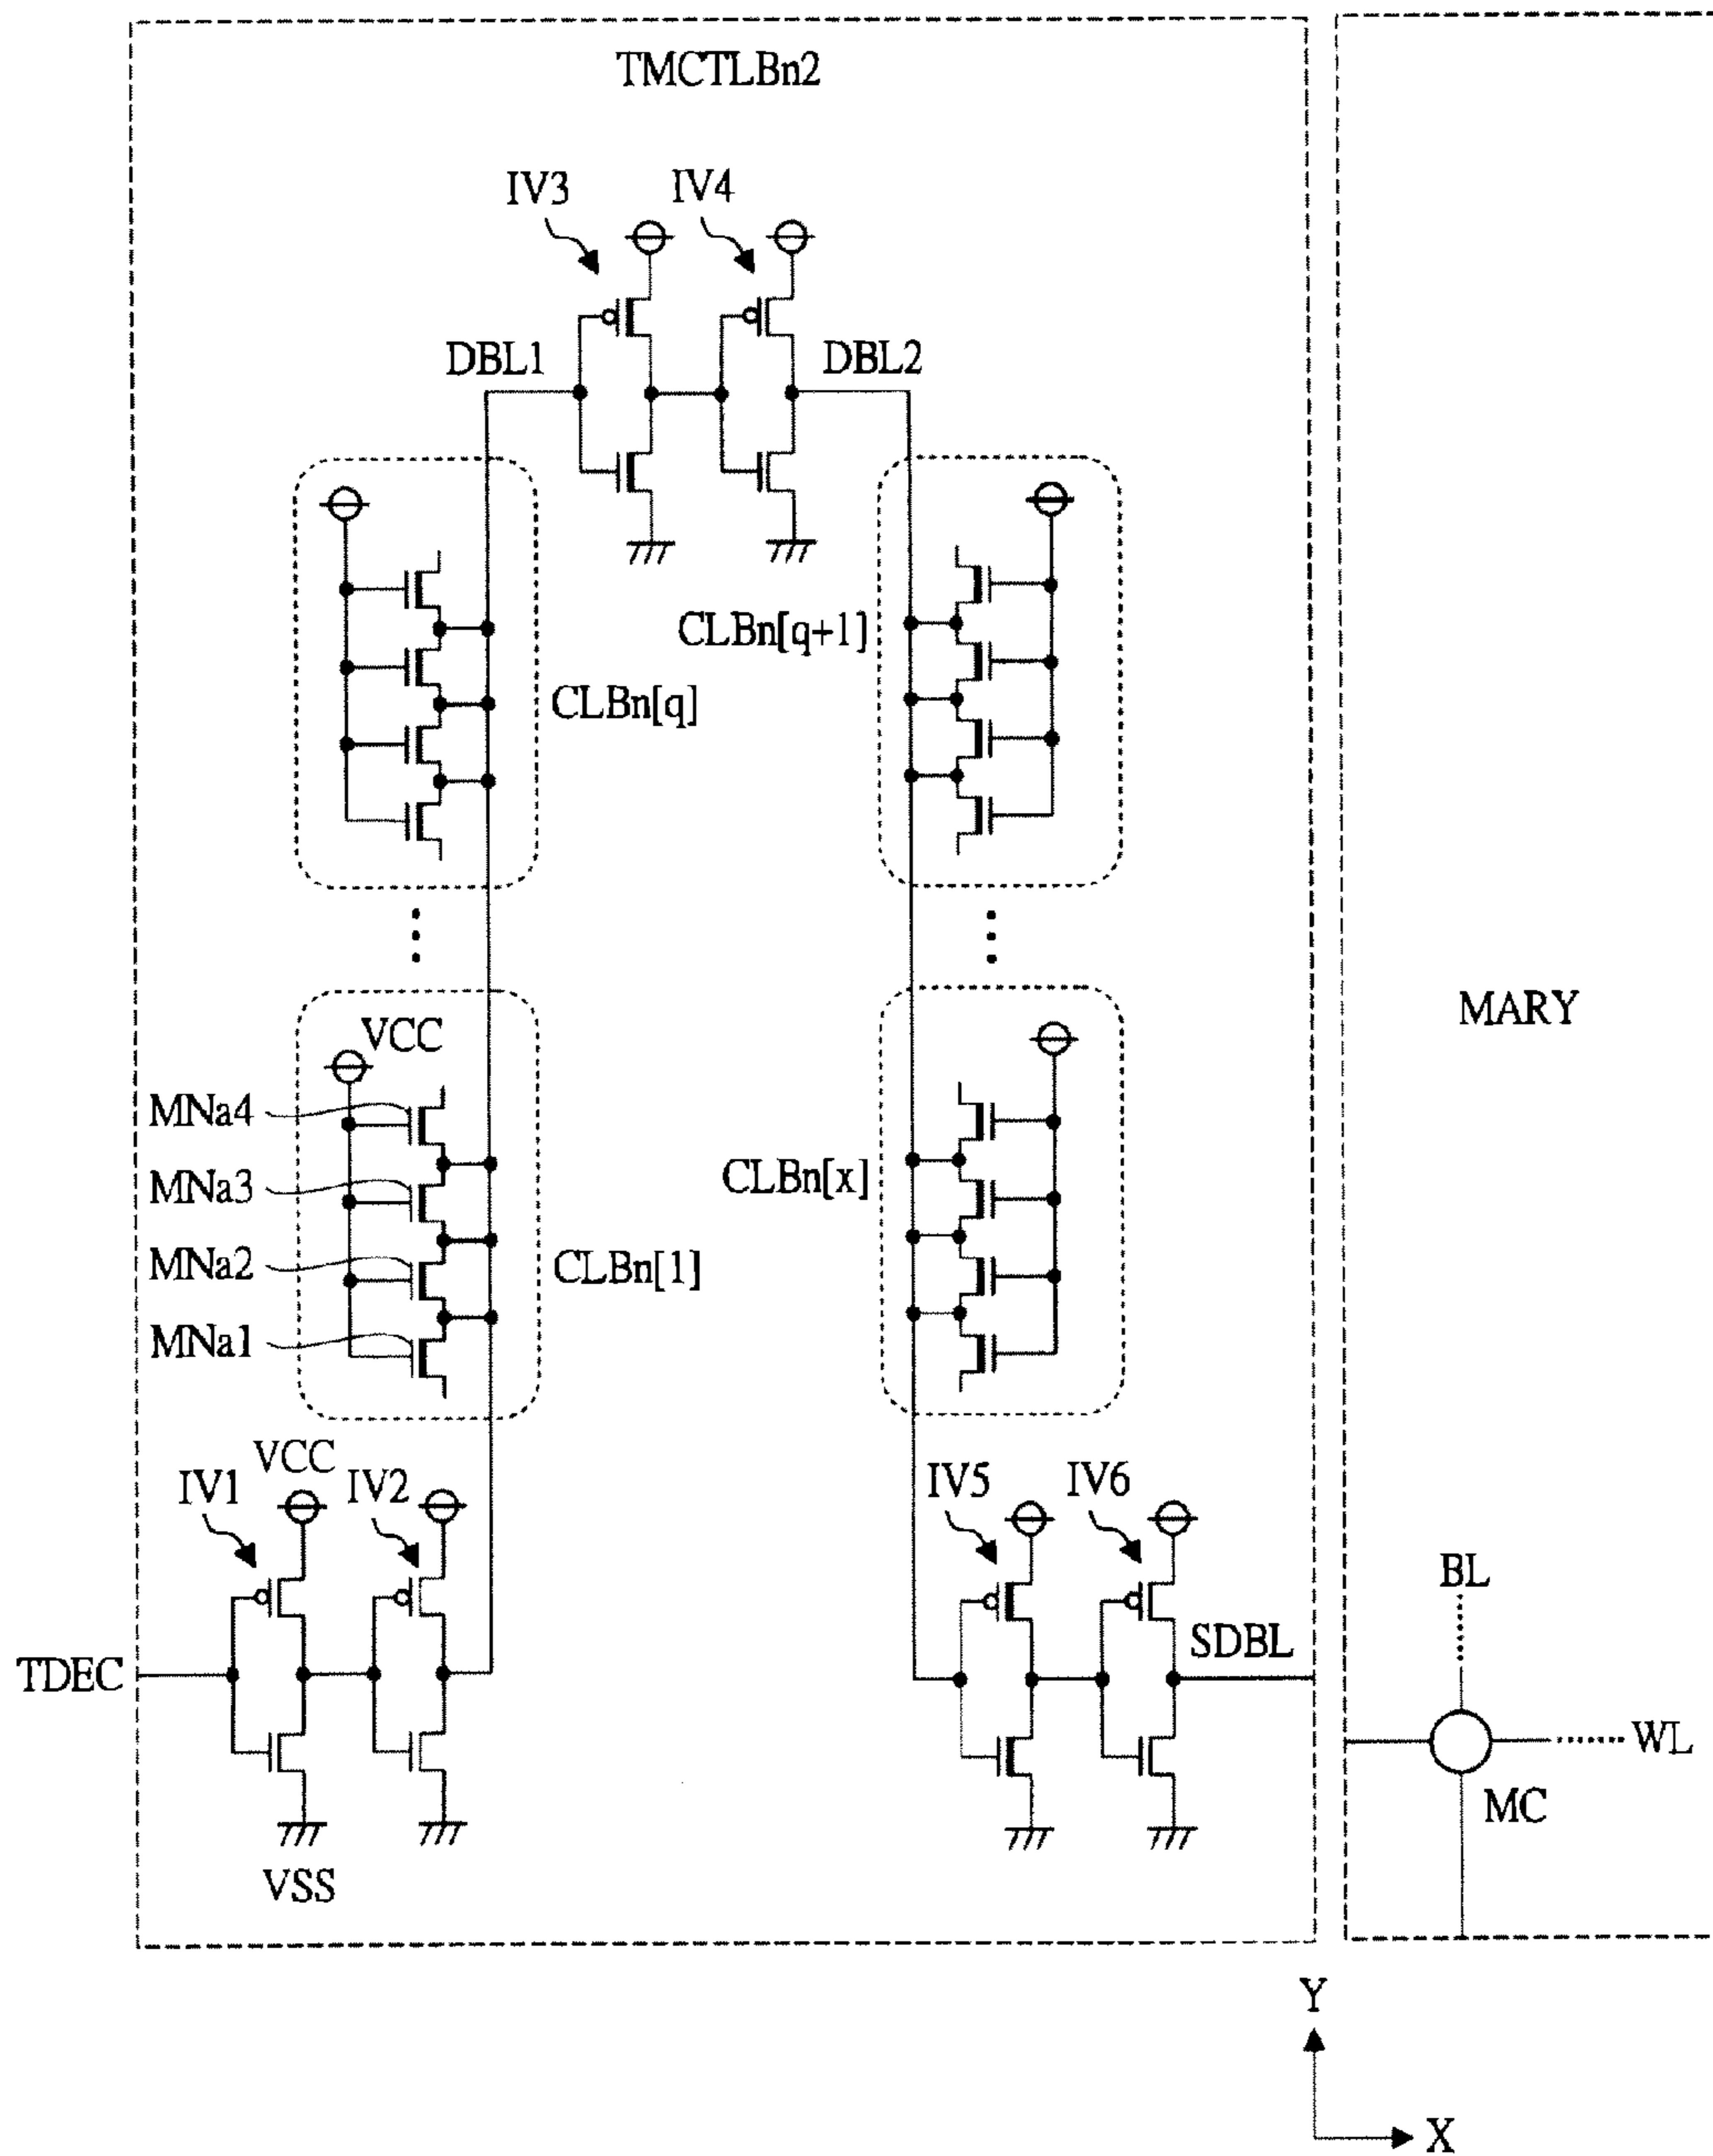 TMCTLBn2
IV3
IV4
DBL1
DBL2
CLBn[q+1]
CLBn[q]
MARY
VCC
MNa4
MNa3
CLBn[x]
MNa2
CLBn[1]
MNa1
VCC
IV1
IV2
IV5
IV6
BL
SDBL
TDEC
WL
MC
VSS
Y
X